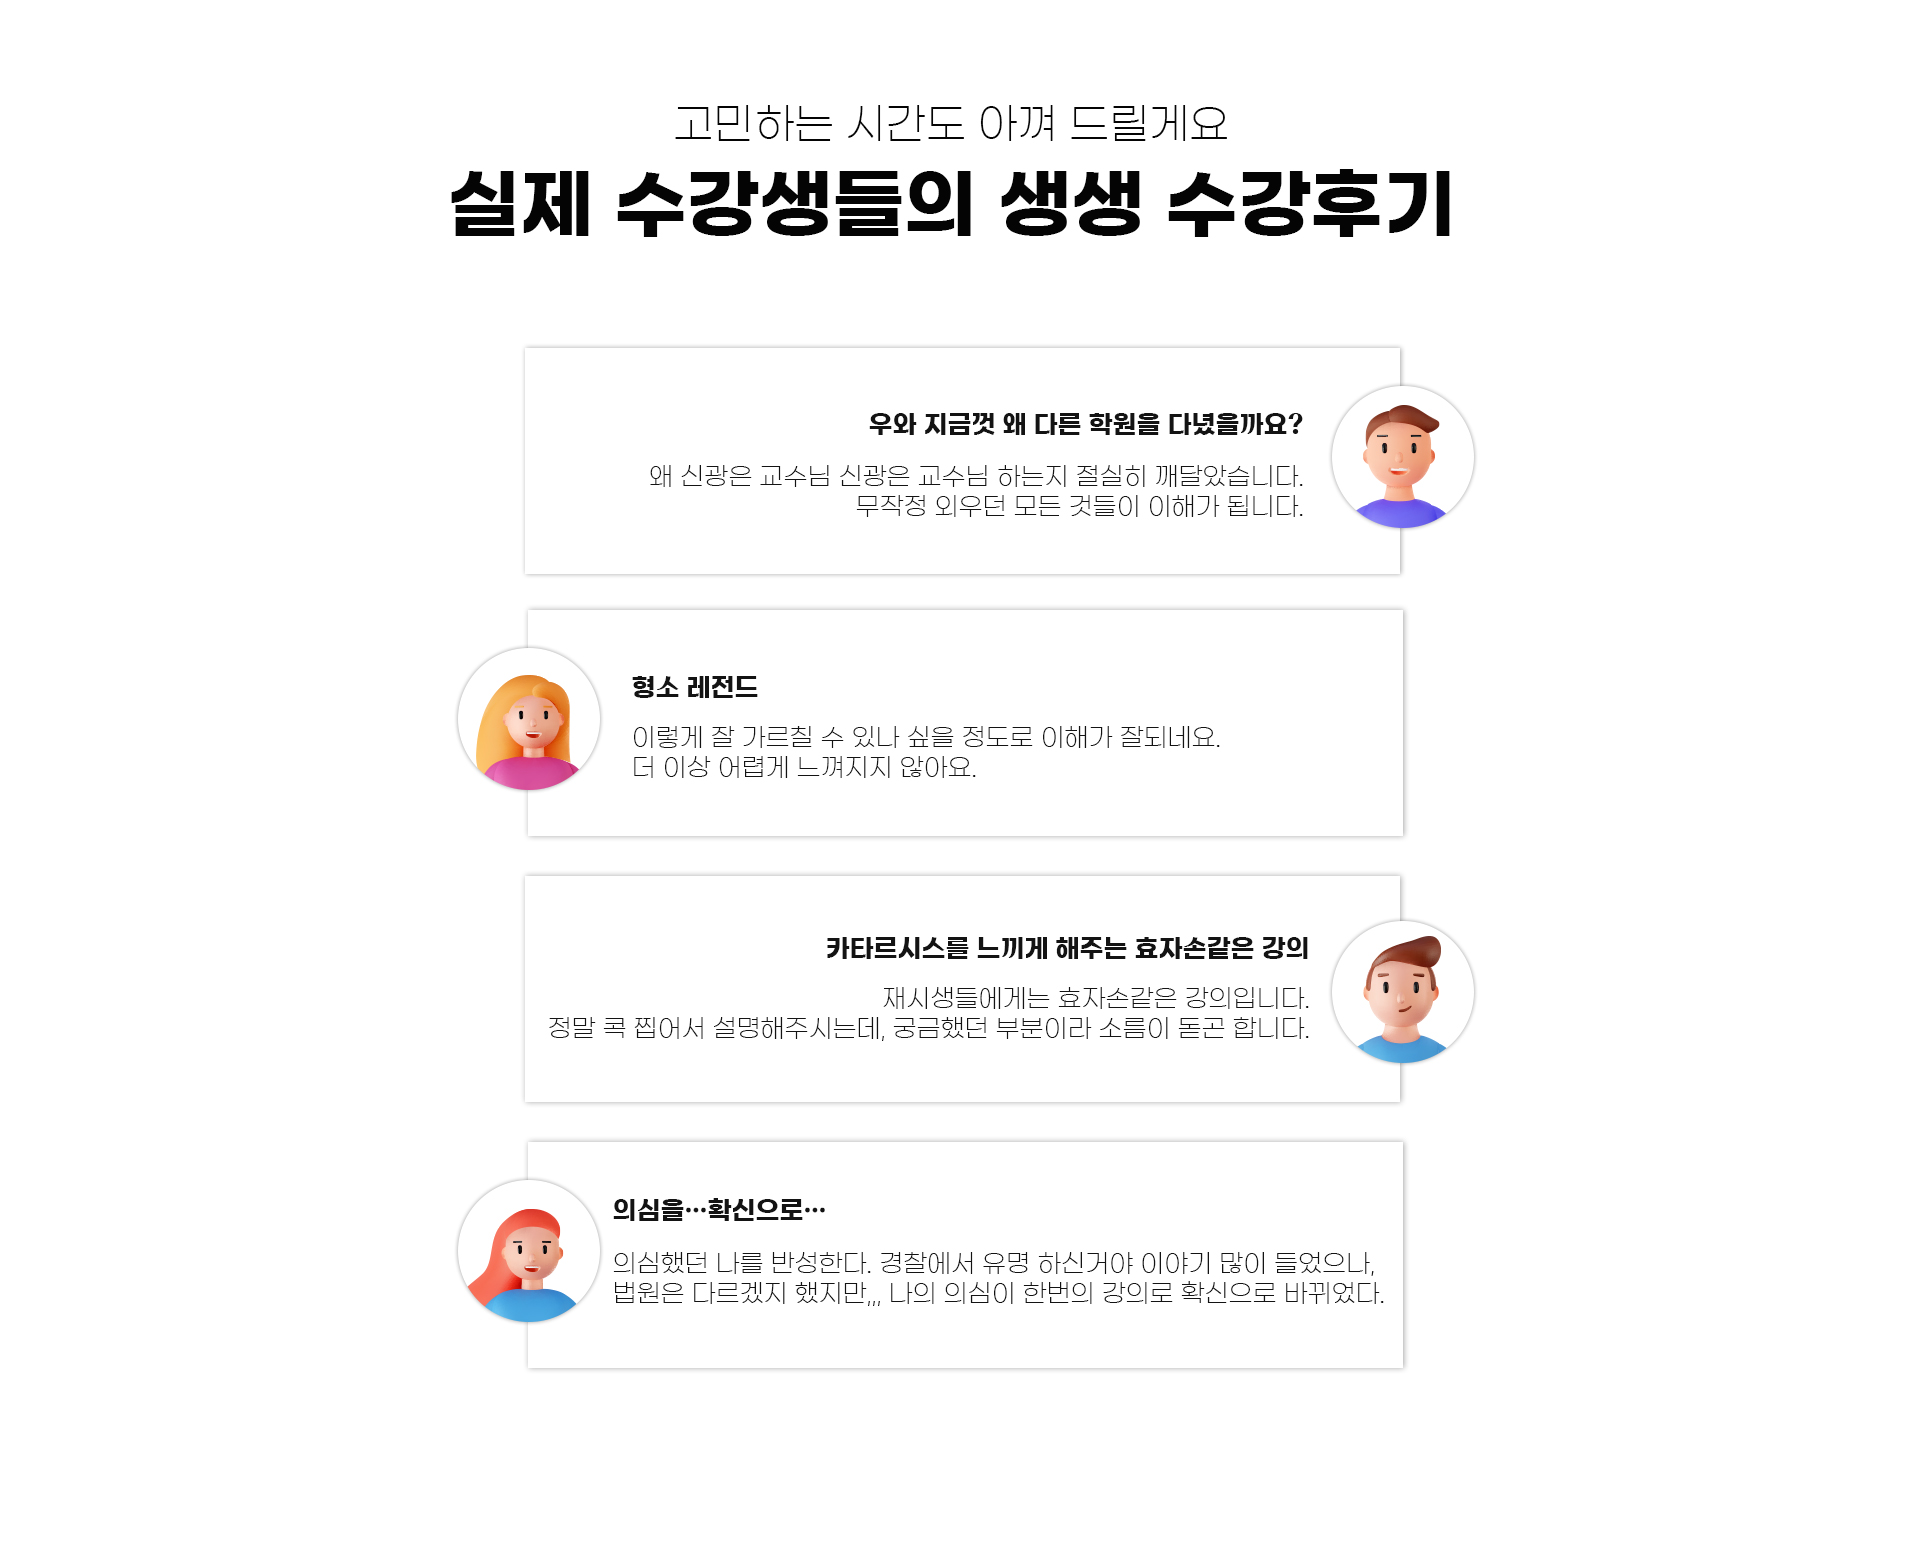 고민하는 시간도 아껴 드릴게요
실제 수강생들의 생생 수강후기
우와 지금껏 왜 다른 학원을 다녔을까요?
왜 신광은 교수님 신광은 교수님 하는지 절실히 깨달았습니다.
무작정 외우던 모든 것들이 이해가 됩니다.
형소 레전드
이렇게 잘 가르칠 수 있나 싶을 정도로 이해가 잘되네요.
더 이상 어렵게 느껴지지 않아요.
카타르시스를 느끼게 해주는 효자손같은 강의
재시생들에게는 효자손같은 강의입니다.
정말 콕 찝어서 설명해주시는데, 궁금했던 부분이라 소름이 돋곤 합니다.
의심을…확신으로…
의심했던 나를 반성한다. 경찰에서 유명 하신거야 이야기 많이 들었으나,
법원은 다르겠지 했지만,,, 나의 의심이 한번의 강의로 확신으로 바뀌었다.